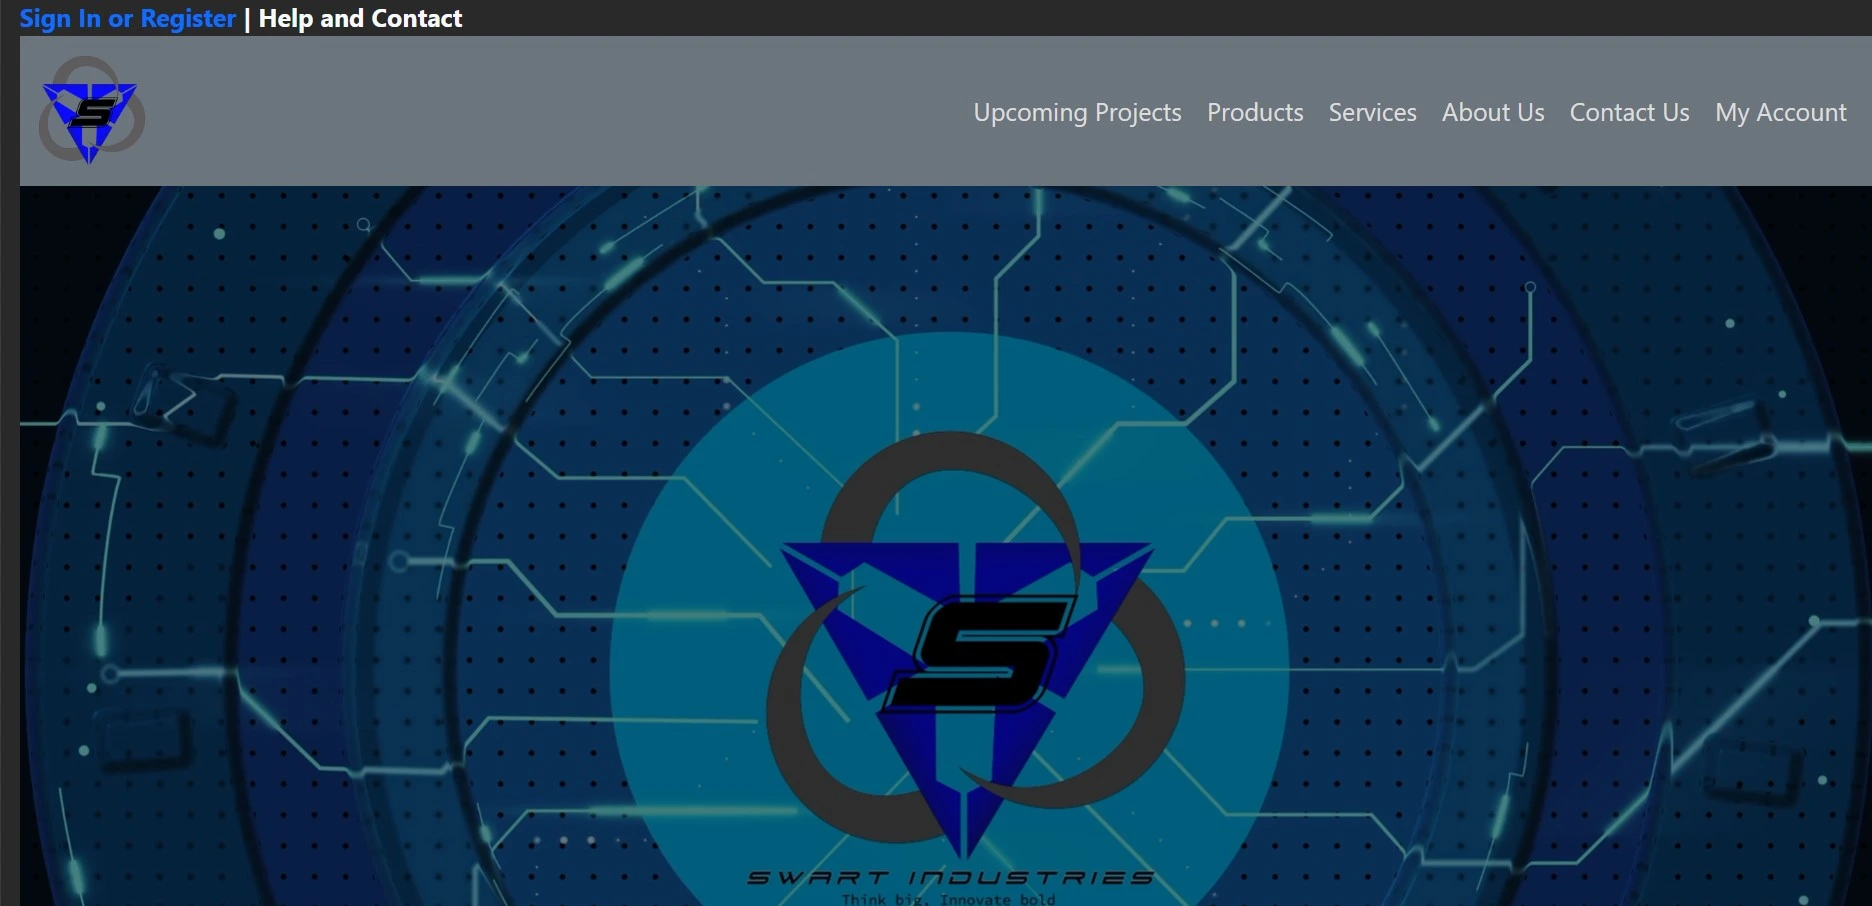 Sign In or Register | Help and Contact
S
Upcoming Projects Products Services About Us Contact Us My Account
S
SWART INDUSTRIES
Think big, Innovate bold